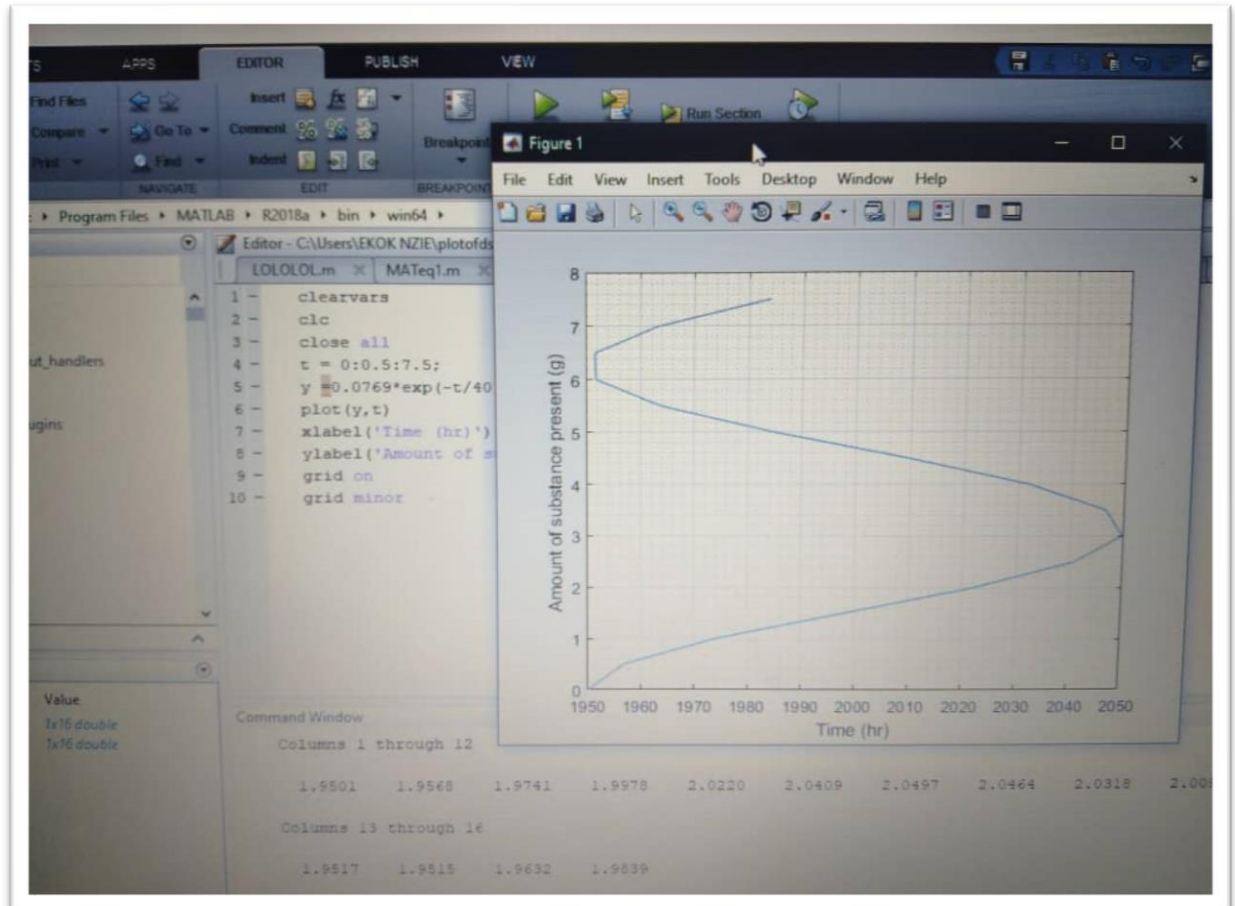 APPS EDITOR PUBLISH VIEW
Find Files Insert fx
Compare Go To Comment Breakpoint Run Section
Print Find Indent
NAVIGATE EDIT BREAKPOINT
Program Files MATLAB R2018a bin win64
Editor - C:\Users\EKOK NZIE\plotofds
LOLOLOL.m MATeq1.m
1 - clearvars
2 - clc
3 - close all
4 - t = 0:0.5:7.5;
5 - y =0.0769*exp(-t/40
6 - plot(y,t)
7 - xlabel('Time (hr)')
8 - ylabel('Amount of s
9 - grid on
10 - grid minor
ut_handlers
ugins
Value
1x16 double
1x16 double
Figure 1
File Edit View Insert Tools Desktop Window Help
Amount of substance present (g)
8
7
6
5
4
3
2
1
0
1950 1960 1970 1980 1990 2000 2010 2020 2030 2040 2050
Time (hr)
Command Window
Columns 1 through 12
1.9501 1.9568 1.9741 1.9978 2.0220 2.0409 2.0497 2.0464 2.0318 2.00
Columns 13 through 16
1.9517 1.9515 1.9632 1.9839